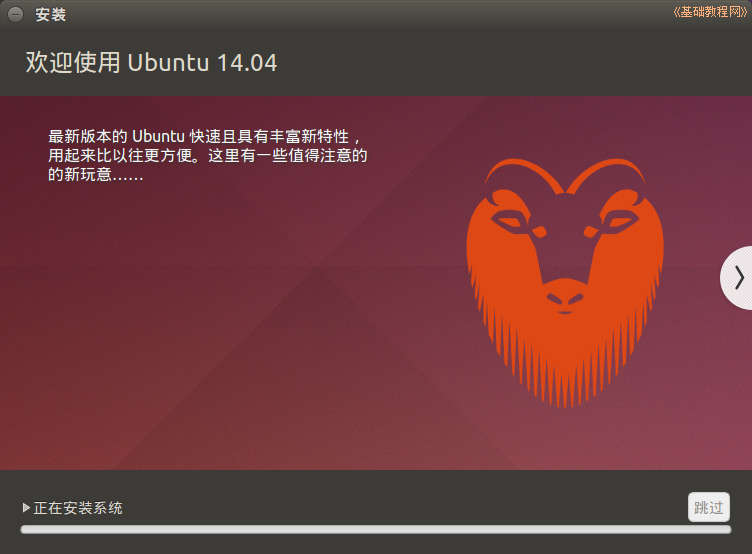 安装
《基础教程网》
欢迎使用 Ubuntu 14.04
最新版本的 Ubuntu 快速且具有丰富新特性，
用起来比以往更方便。这里有一些值得注意的
的新玩意……
正在安装系统
跳过